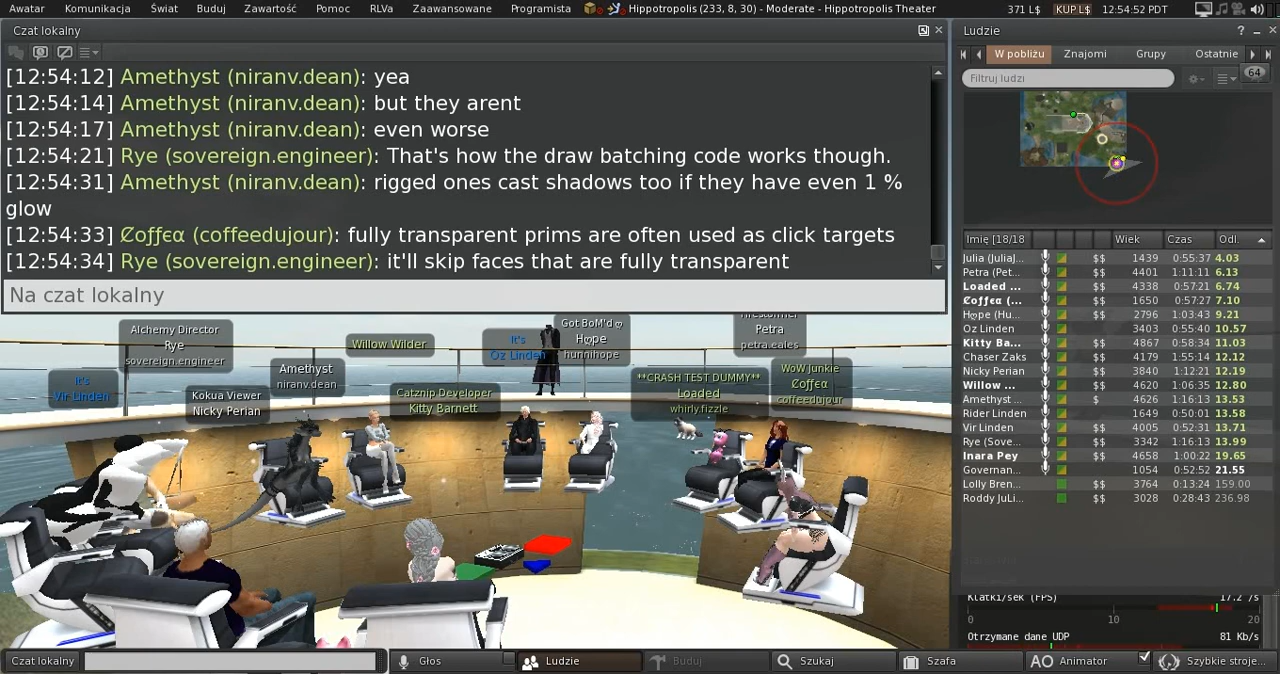 Awatar Komunikacja Świat Buduj Zawartość Pomoc RLVa Zaawansowane Programista Hippotropolis (233, 8, 30) - Moderate - Hippotropolis Theater 371 L$ KUP L$ 12:54:52 PDT
Czat lokalny
[12:54:12] Amethyst (niranv.dean): yea
[12:54:14] Amethyst (niranv.dean): but they arent
[12:54:17] Amethyst (niranv.dean): even worse
[12:54:21] Rye (sovereign.engineer): That's how the draw batching code works though.
[12:54:31] Amethyst (niranv.dean): rigged ones cast shadows too if they have even 1 %
glow
[12:54:33] Ȼoƒƒєα (coffeedujour): fully transparent prims are often used as click targets
[12:54:34] Rye (sovereign.engineer): it'll skip faces that are fully transparent
Na czat lokalny
Alchemy Director
Rye
sovereign.engineer
It's
Vir Linden
Kokua Viewer
Nicky Perian
Amethyst
niranv.dean
Willow Wilder
Catznip Developer
Kitty Barnett
It's
Oz Linden
Got BoM'd ღ
Hღpe
hunnihope
**CRASH TEST DUMMY**
Loaded
whirly.fizzle
Petra
petra.eales
WoW Junkie
Ȼoƒƒєα
coffeedujour
Ludzie
W pobliżu Znajomi Grupy Ostatnie
Filtruj ludzi
64
Imię [18/18 Wiek Czas Odl.
Julia (JuliaJ... $$ 1439 0:55:37 4.03
Petra (Pet... $$ 4401 1:11:11 6.13
Loaded ... $$ 4338 0:57:21 6.74
Ȼoƒƒєα (... $$ 1650 0:57:27 7.10
Hღpe (Hu... $$ 2796 1:03:43 9.21
Oz Linden 3403 0:55:40 10.57
Kitty Ba... $$ 4867 0:58:34 11.03
Chaser Zaks $$ 4179 1:55:14 12.12
Nicky Perian $$ 3840 1:12:21 12.19
Willow ... $$ 4620 1:06:35 12.80
Amethyst ... $ 4626 1:16:13 13.53
Rider Linden 1649 0:50:01 13.58
Vir Linden $$ 4005 0:52:31 13.71
Rye (Sove... $$ 3342 1:16:13 13.99
Inara Pey $$ 4658 1:00:22 19.65
Governan... 1054 0:52:52 21.55
Lolly Bren... $$ 3764 0:13:24 159.00
Roddy JuLi... $$ 3028 0:28:43 236.98
Klatki/sek (FPS) 17.2 /s
0 10 20
Otrzymane dane UDP 81 Kb/s
Czat lokalny Głos Ludzie Buduj Szukaj Szafa AO Animator Szybkie stroje...